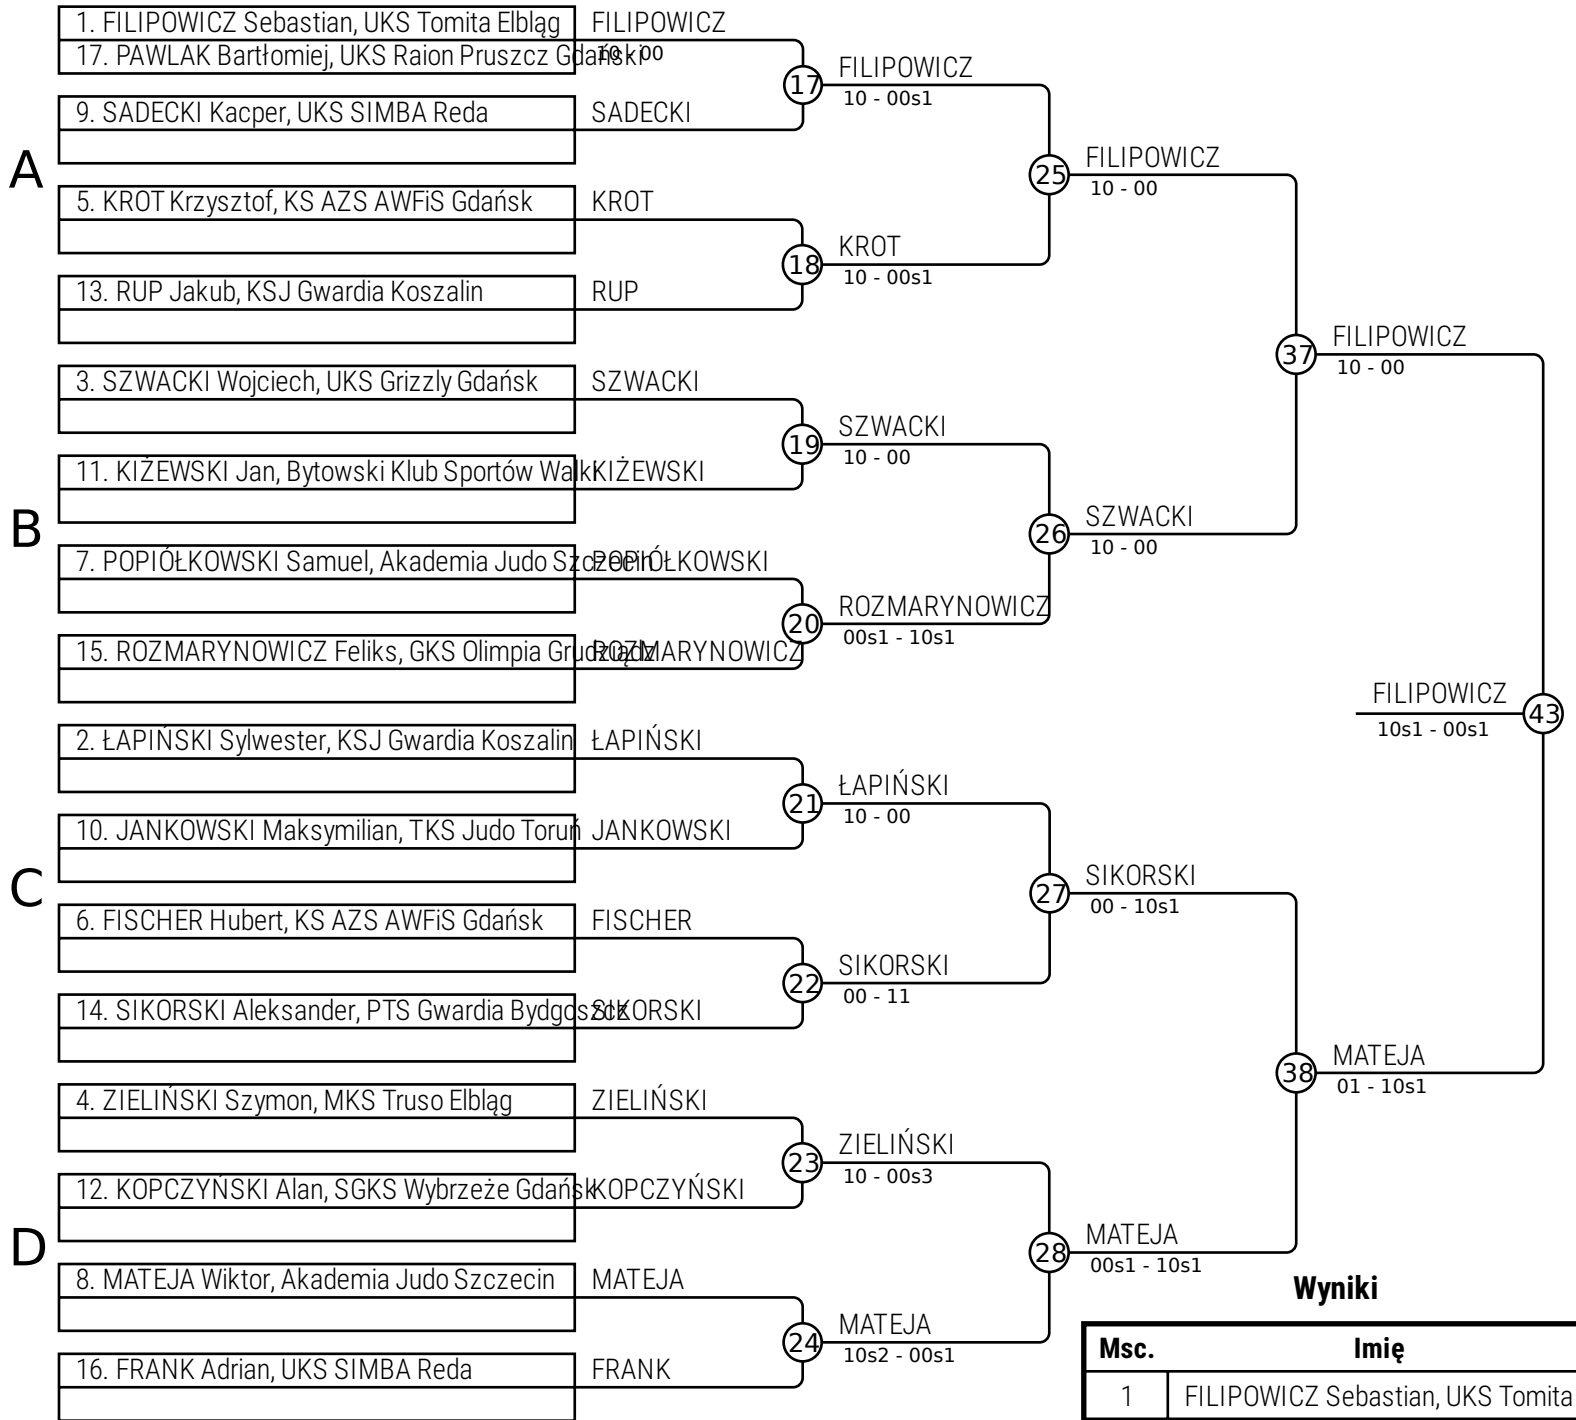 1. FILIPOWICZ Sebastian, UKS Tomita Elbląg
FILIPOWICZ
17. PAWLAK Bartłomiej, UKS Raion Pruszcz Gdański
10 - 00
17
FILIPOWICZ
10 - 00s1
9. SADECKI Kacper, UKS SIMBA Reda
SADECKI
A
25
FILIPOWICZ
10 - 00
5. KROT Krzysztof, KS AZS AWFiS Gdańsk
KROT
18
KROT
10 - 00s1
13. RUP Jakub, KSJ Gwardia Koszalin
RUP
37
FILIPOWICZ
10 - 00
3. SZWACKI Wojciech, UKS Grizzly Gdańsk
SZWACKI
19
SZWACKI
10 - 00
11. KIŻEWSKI Jan, Bytowski Klub Sportów Walki
KIŻEWSKI
B
26
SZWACKI
10 - 00
7. POPIÓŁKOWSKI Samuel, Akademia Judo Szczecin
POPIÓŁKOWSKI
20
ROZMARYNOWICZ
00s1 - 10s1
15. ROZMARYNOWICZ Feliks, GKS Olimpia Grudziądz
ROZMARYNOWICZ
FILIPOWICZ
43
10s1 - 00s1
2. ŁAPIŃSKI Sylwester, KSJ Gwardia Koszalin
ŁAPIŃSKI
21
ŁAPIŃSKI
10 - 00
10. JANKOWSKI Maksymilian, TKS Judo Toruń
JANKOWSKI
C
27
SIKORSKI
00 - 10s1
6. FISCHER Hubert, KS AZS AWFiS Gdańsk
FISCHER
22
SIKORSKI
00 - 11
14. SIKORSKI Aleksander, PTS Gwardia Bydgoszcz
SIKORSKI
38
MATEJA
01 - 10s1
4. ZIELIŃSKI Szymon, MKS Truso Elbląg
ZIELIŃSKI
23
ZIELIŃSKI
10 - 00s3
12. KOPCZYŃSKI Alan, SGKS Wybrzeże Gdańsk
KOPCZYŃSKI
D
28
MATEJA
00s1 - 10s1
8. MATEJA Wiktor, Akademia Judo Szczecin
MATEJA
24
MATEJA
10s2 - 00s1
16. FRANK Adrian, UKS SIMBA Reda
FRANK
Wyniki
Msc. Imię
1 FILIPOWICZ Sebastian, UKS Tomita